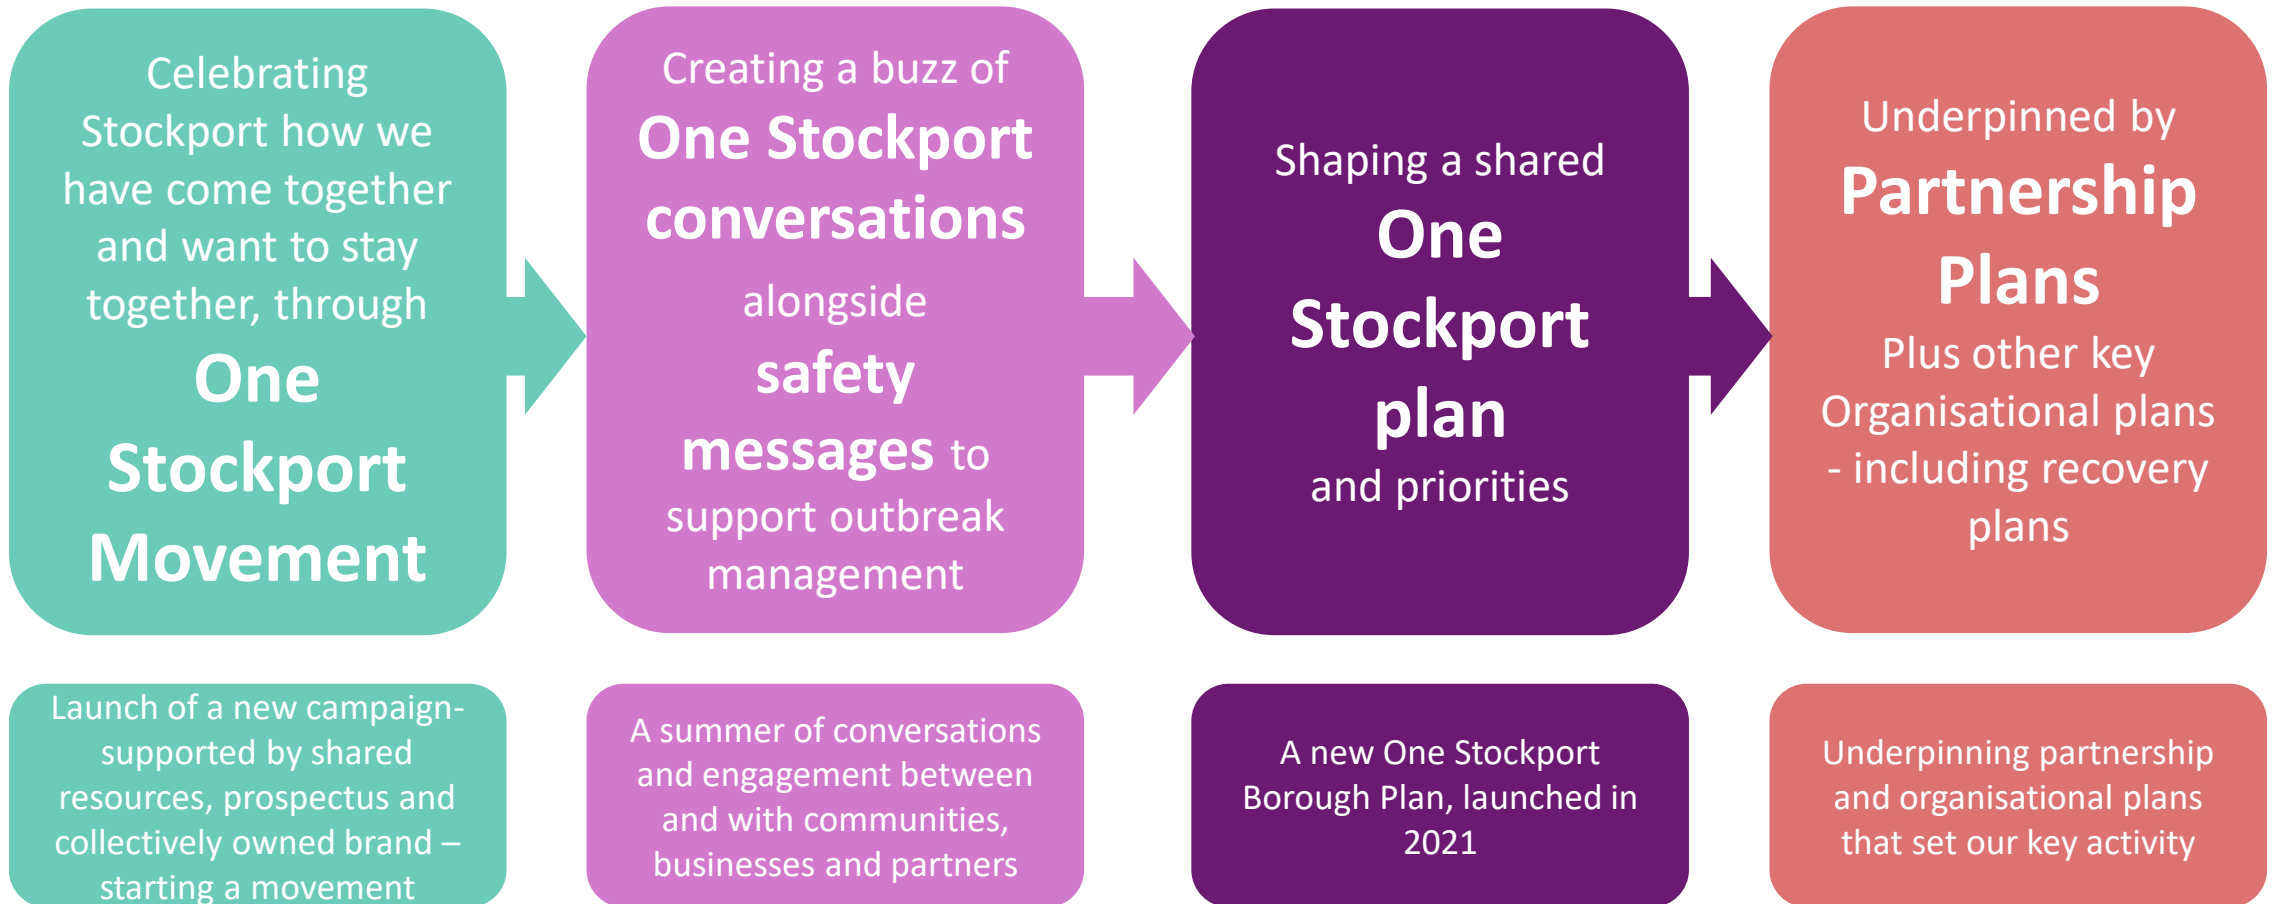 Celebrating
Stockport how we
have come together
and want to stay
together, through
One
Stockport
Movement
Creating a buzz of
One Stockport
conversations
alongside
safety
messages to
support outbreak
management
Shaping a shared
One
Stockport
plan
and priorities
Underpinned by
Partnership
Plans
Plus other key
Organisational plans
- including recovery
plans
Launch of a new campaign-
supported by shared
resources, prospectus and
collectively owned brand –
starting a movement
A summer of conversations
and engagement between
and with communities,
businesses and partners
A new One Stockport
Borough Plan, launched in
2021
Underpinning partnership
and organisational plans
that set our key activity